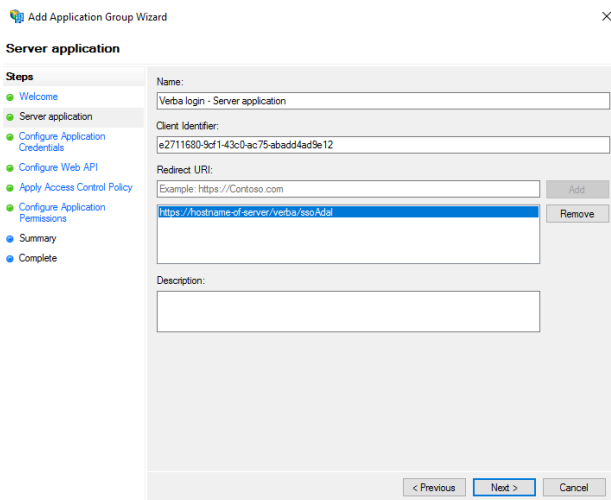 Add Application Group Wizard
Server application
Steps
Welcome
Server application
Configure Application
Credentials
Configure Web API
Apply Access Control Policy
Configure Application
Permissions
Summary
Complete
Name:
Verba login - Server application
Client Identifier:
e2711680-9cf1-43c0-ac75-abadd4ad9e12
Redirect URI:
Example: https://Contoso.com
Add
https://hostname-of-server/verba/ssoAdal
Remove
Description:
< Previous
Next >
Cancel